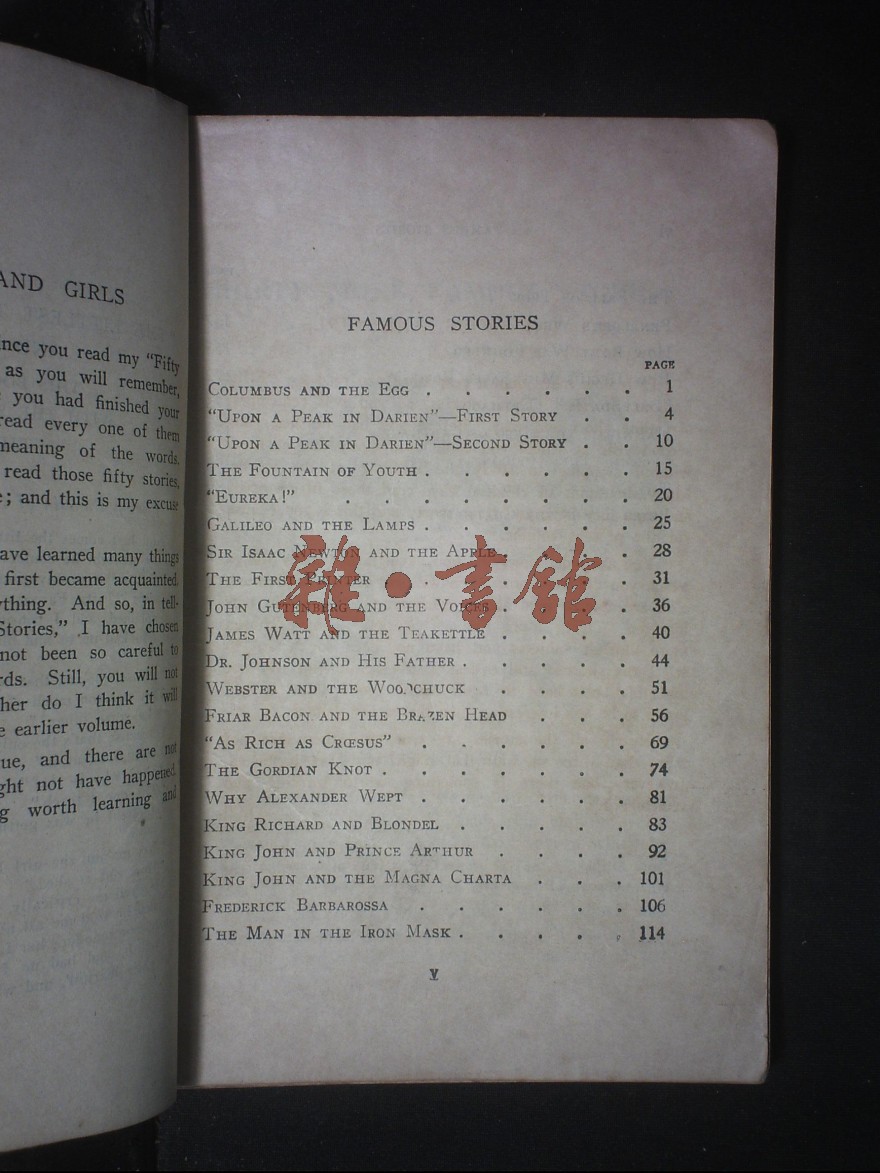 AND GIRLS
nce you read my “Fifty
as you will remember,
you had finished your
read every one of them
meaning of the words.
read those fifty stories,
; and this is my excuse
ave learned many things
first became acquainted
thing. And so, in tell-
Stories,” I have chosen
not been so careful to
rds. Still, you will not
her do I think it will
e earlier volume.
ue, and there are not
ght not have happened.
g worth learning and
FAMOUS STORIES
PAGE
COLUMBUS AND THE EGG . . . . . . 1
“UPON A PEAK IN DARIEN”—FIRST STORY . . 4
“UPON A PEAK IN DARIEN”—SECOND STORY . . 10
THE FOUNTAIN OF YOUTH . . . . . . 15
“EUREKA!” . . . . . . . . 20
GALILEO AND THE LAMPS . . . . . . 25
SIR ISAAC NEWTON AND THE APPLE . . . . 28
THE FIRST PRINTER . . . . . . . 31
JOHN GUTENBERG AND THE VOICES . . . . 36
JAMES WATT AND THE TEAKETTLE . . . . 40
DR. JOHNSON AND HIS FATHER . . . . . 44
WEBSTER AND THE WOODCHUCK . . . . 51
FRIAR BACON AND THE BRAZEN HEAD . . . 56
“AS RICH AS CRŒSUS” . . . . . . 69
THE GORDIAN KNOT . . . . . . . 74
WHY ALEXANDER WEPT . . . . . . 81
KING RICHARD AND BLONDEL . . . . . 83
KING JOHN AND PRINCE ARTHUR . . . . 92
KING JOHN AND THE MAGNA CHARTA . . . 101
FREDERICK BARBAROSSA . . . . . . 106
THE MAN IN THE IRON MASK . . . . . 114
v
雜·書館